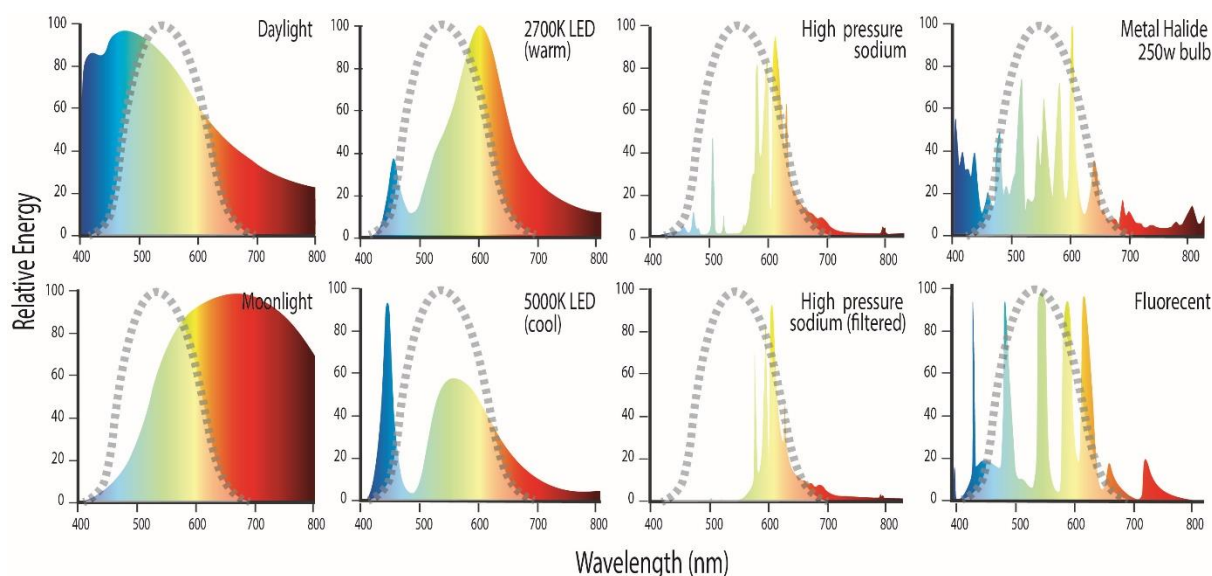 Relative Energy
100
80
60
40
20
0
400 500 600 700 800
Daylight
100
80
60
40
20
0
400 500 600 700 800
2700K LED
(warm)
100
80
60
40
20
0
400 500 600 700 800
High pressure
sodium
100
80
60
40
20
0
400 500 600 700 800
Metal Halide
250w bulb
100
80
60
40
20
0
400 500 600 700 800
Moonlight
100
80
60
40
20
0
400 500 600 700 800
5000K LED
(cool)
100
80
60
40
20
0
400 500 600 700 800
High pressure
sodium (filtered)
100
80
60
40
20
0
400 500 600 700 800
Fluorecent
Wavelength (nm)